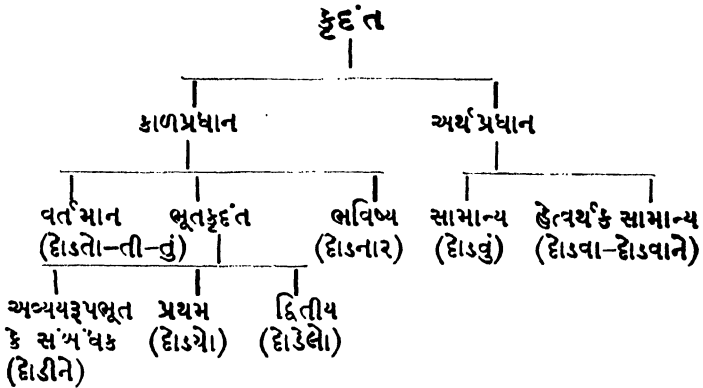 કૃદંત
કાળપ્રધાન અર્થપ્રધાન
વર્તમાન ભૂતકૃદંત ભવિષ્ય સામાન્ય હેત્વર્થક સામાન્ય
(દોડતો-તી-તું) (દોડનાર) (દોડવું) (દોડવા-દોડવાને)
અવ્યયરૂપભૂત પ્રથમ દ્વિતીય
કે સંબંધક (દોડ્યો) (દોડેલો)
(દોડીને)